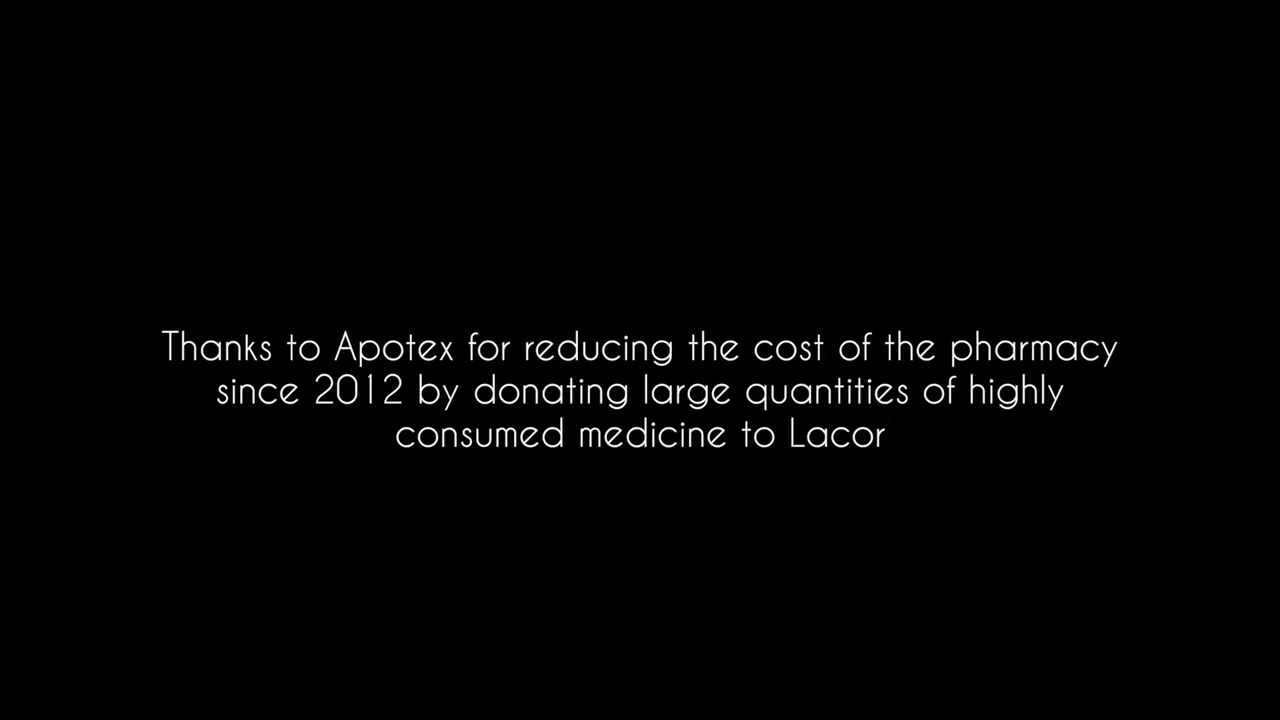 Thanks to Apotex for reducing the cost of the pharmacy
since 2012 by donating large quantities of highly
consumed medicine to Lacor